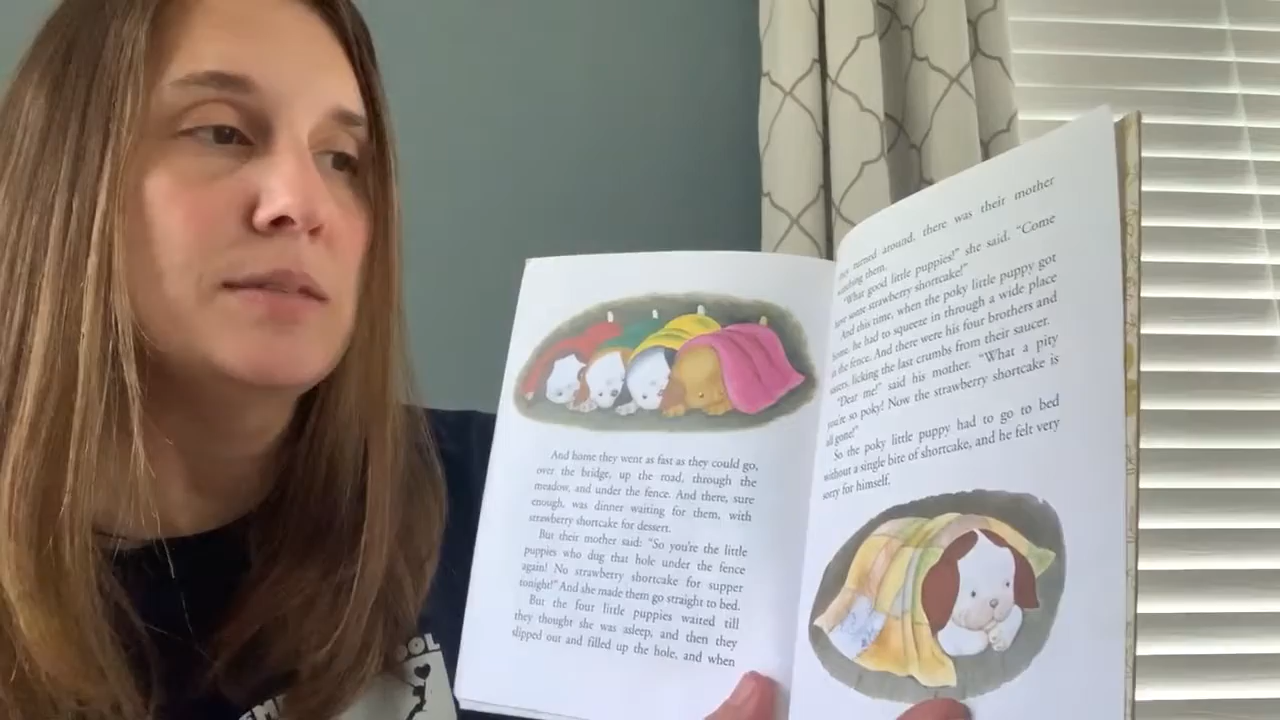 And home they went as fast as they could go,
over the bridge, up the road, through the
meadow, and under the fence. And there, sure
enough, was dinner waiting for them, with
strawberry shortcake for dessert.
But their mother said: “So you’re the little
puppies who dug that hole under the fence
again! No strawberry shortcake for supper
tonight!” And she made them go straight to bed.
But the four little puppies waited till
they thought she was asleep, and then they
slipped out and filled up the hole, and when
they turned around, there was their mother
watching them.
“What good little puppies!” she said. “Come
have some strawberry shortcake!”
And this time, when the poky little puppy got
home, he had to squeeze in through a wide place
in the fence. And there were his four brothers and
sisters, licking the last crumbs from their saucer.
“Dear me!” said his mother. “What a pity
you’re so poky! Now the strawberry shortcake is
all gone!”
So the poky little puppy had to go to bed
without a single bite of shortcake, and he felt very
sorry for himself.